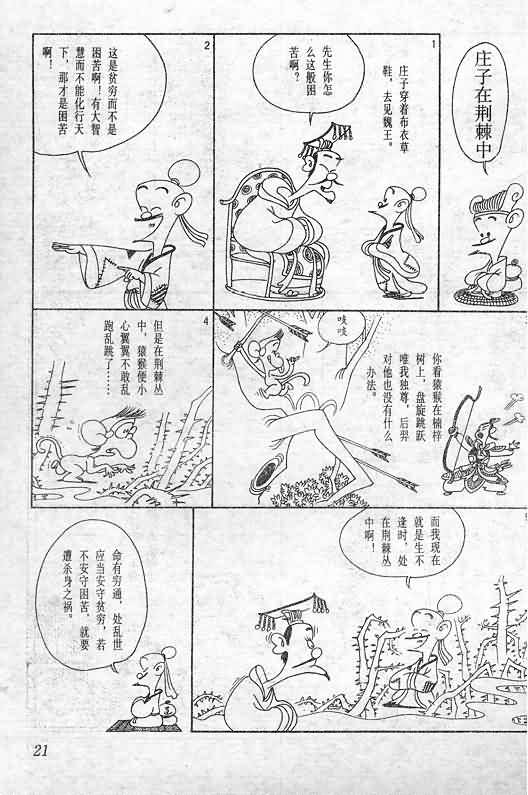 庄子在荆棘中
1
庄子穿着布衣草
鞋，去见魏王。
先生你怎
么这般困
苦啊？
2
这是贫穷而不是
困苦啊！有大智
慧而不能化行天
下，那才是困苦
啊！
你看猿猴在楠梓
树上，盘旋跳跃
唯我独尊，后羿
对他也没有什么
办法。
吱吱
4
但是在荆棘丛
中，猿猴便小
心翼翼不敢乱
跑乱跳了……
而我现在
就是生不
逢时，处
在荆棘丛
中啊！
命有穷通，处乱世
应当安守贫穷，若
不安守困苦，就要
遭杀身之祸。
21